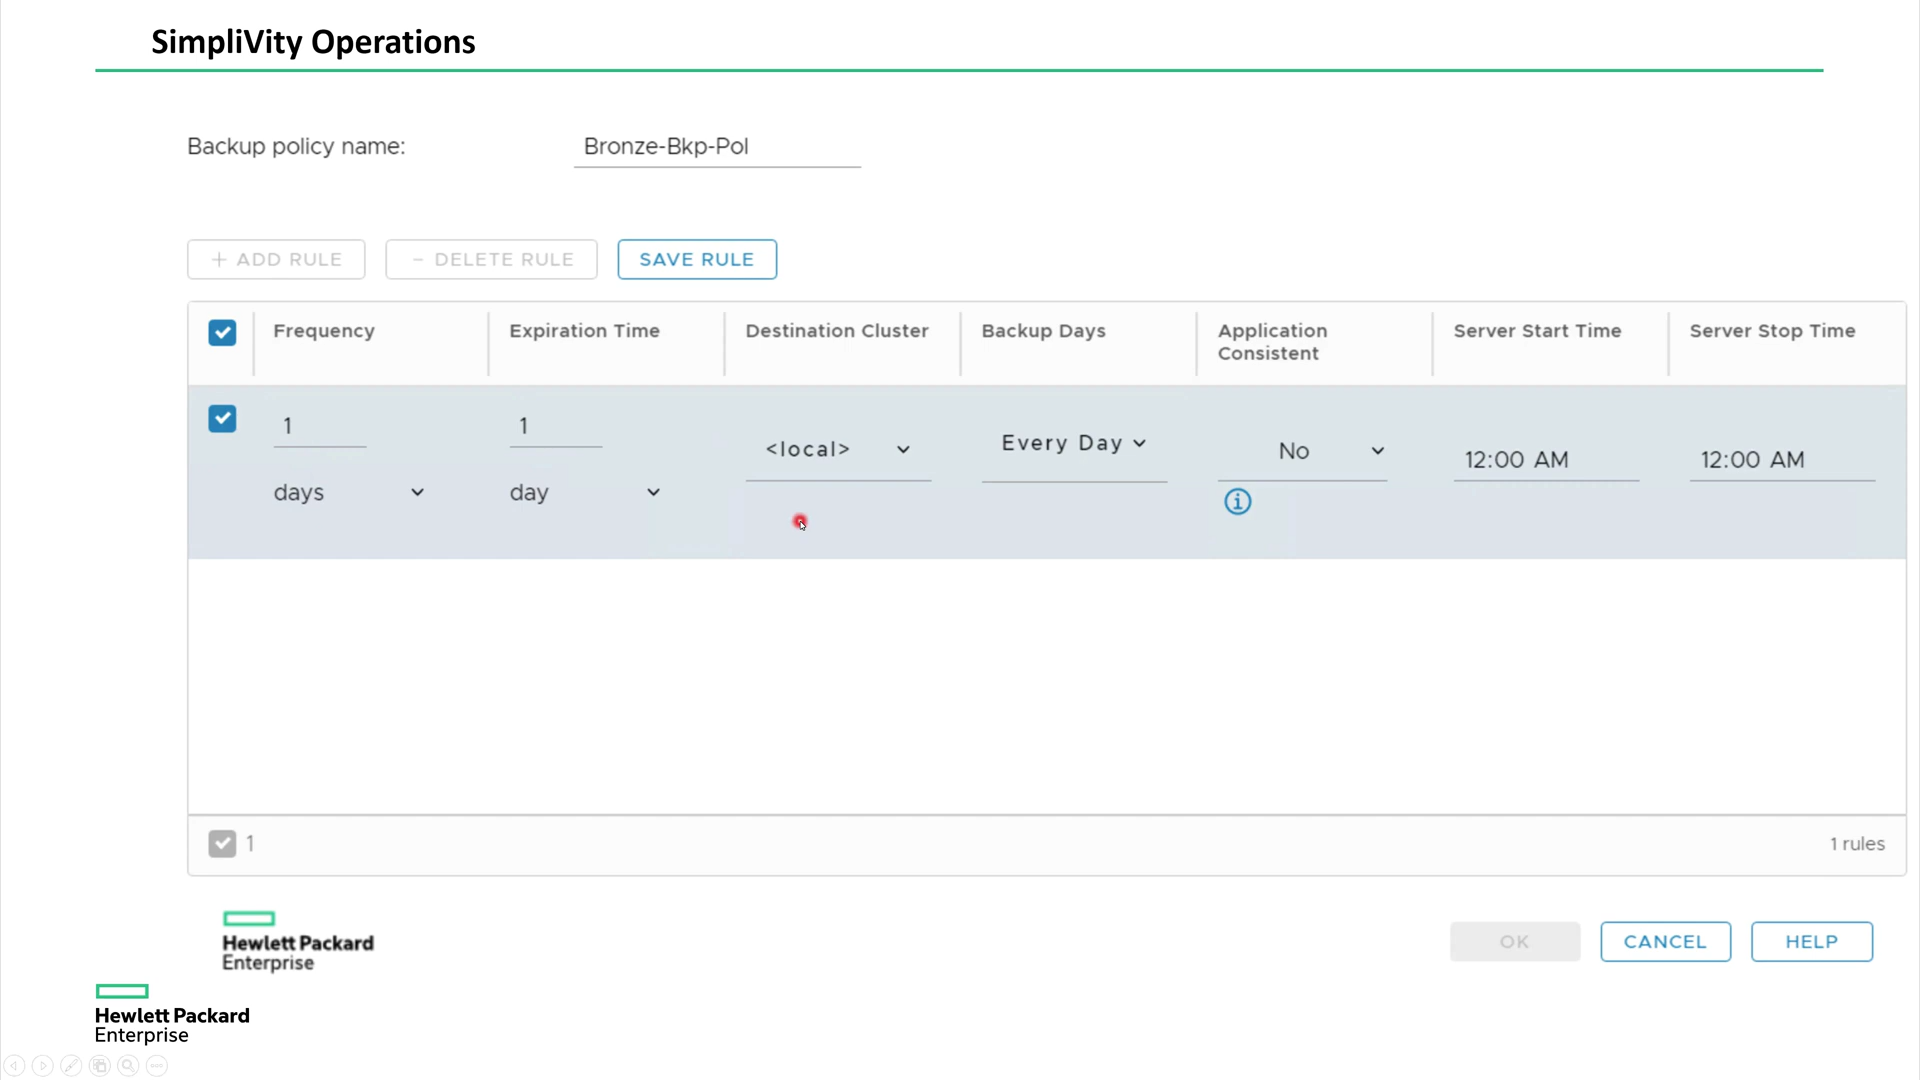 SimpliVity Operations
Backup policy name: Bronze-Bkp-Pol
+ ADD RULE − DELETE RULE SAVE RULE
Frequency Expiration Time Destination Cluster Backup Days Application Consistent Server Start Time Server Stop Time
1 1 <local> Every Day No 12:00 AM 12:00 AM
days day
1 1 rules
Hewlett Packard
Enterprise
OK CANCEL HELP
Hewlett Packard
Enterprise